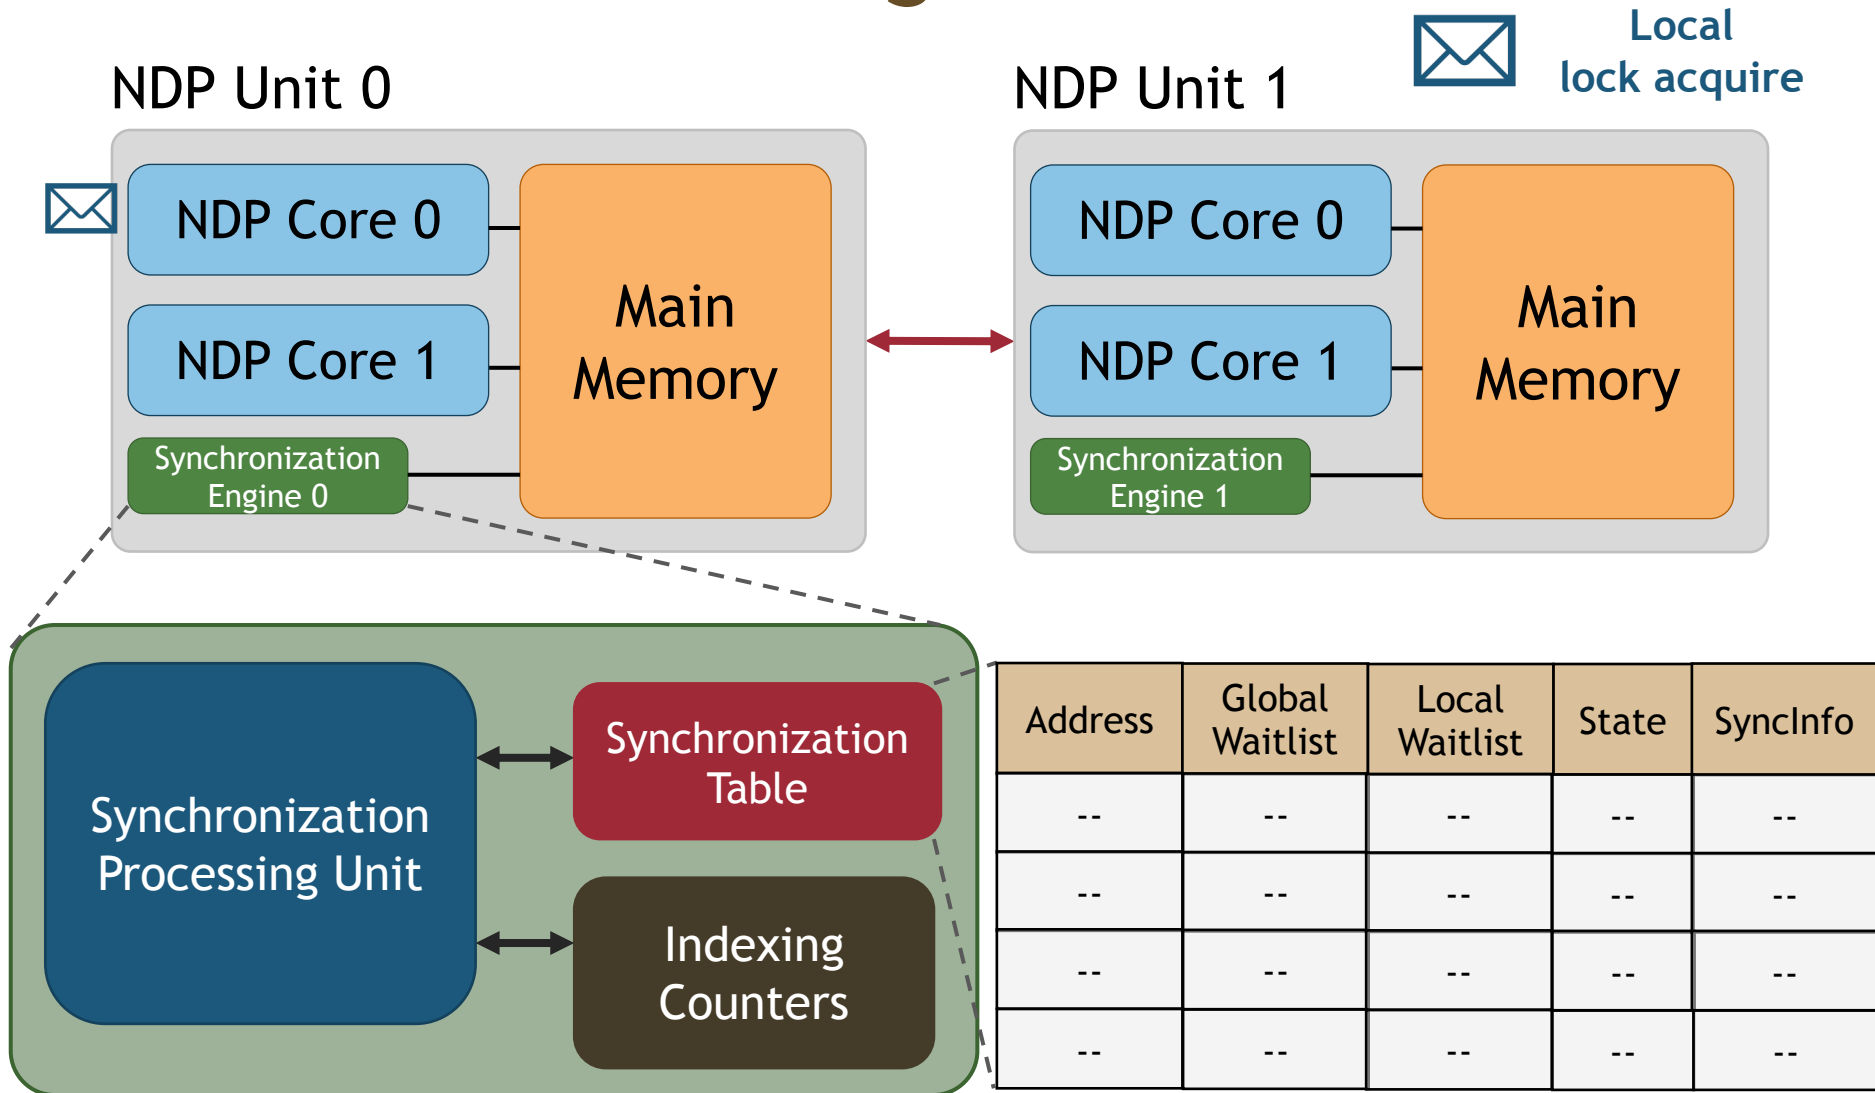 Local
lock acquire
NDP Unit 0
NDP Unit 1
NDP Core 0
NDP Core 1
Synchronization
Engine 0
Main
Memory
NDP Core 0
NDP Core 1
Synchronization
Engine 1
Main
Memory
Synchronization
Processing Unit
Synchronization
Table
Indexing
Counters
Address Global Waitlist Local Waitlist State SyncInfo
-- -- -- -- --
-- -- -- -- --
-- -- -- -- --
-- -- -- -- --